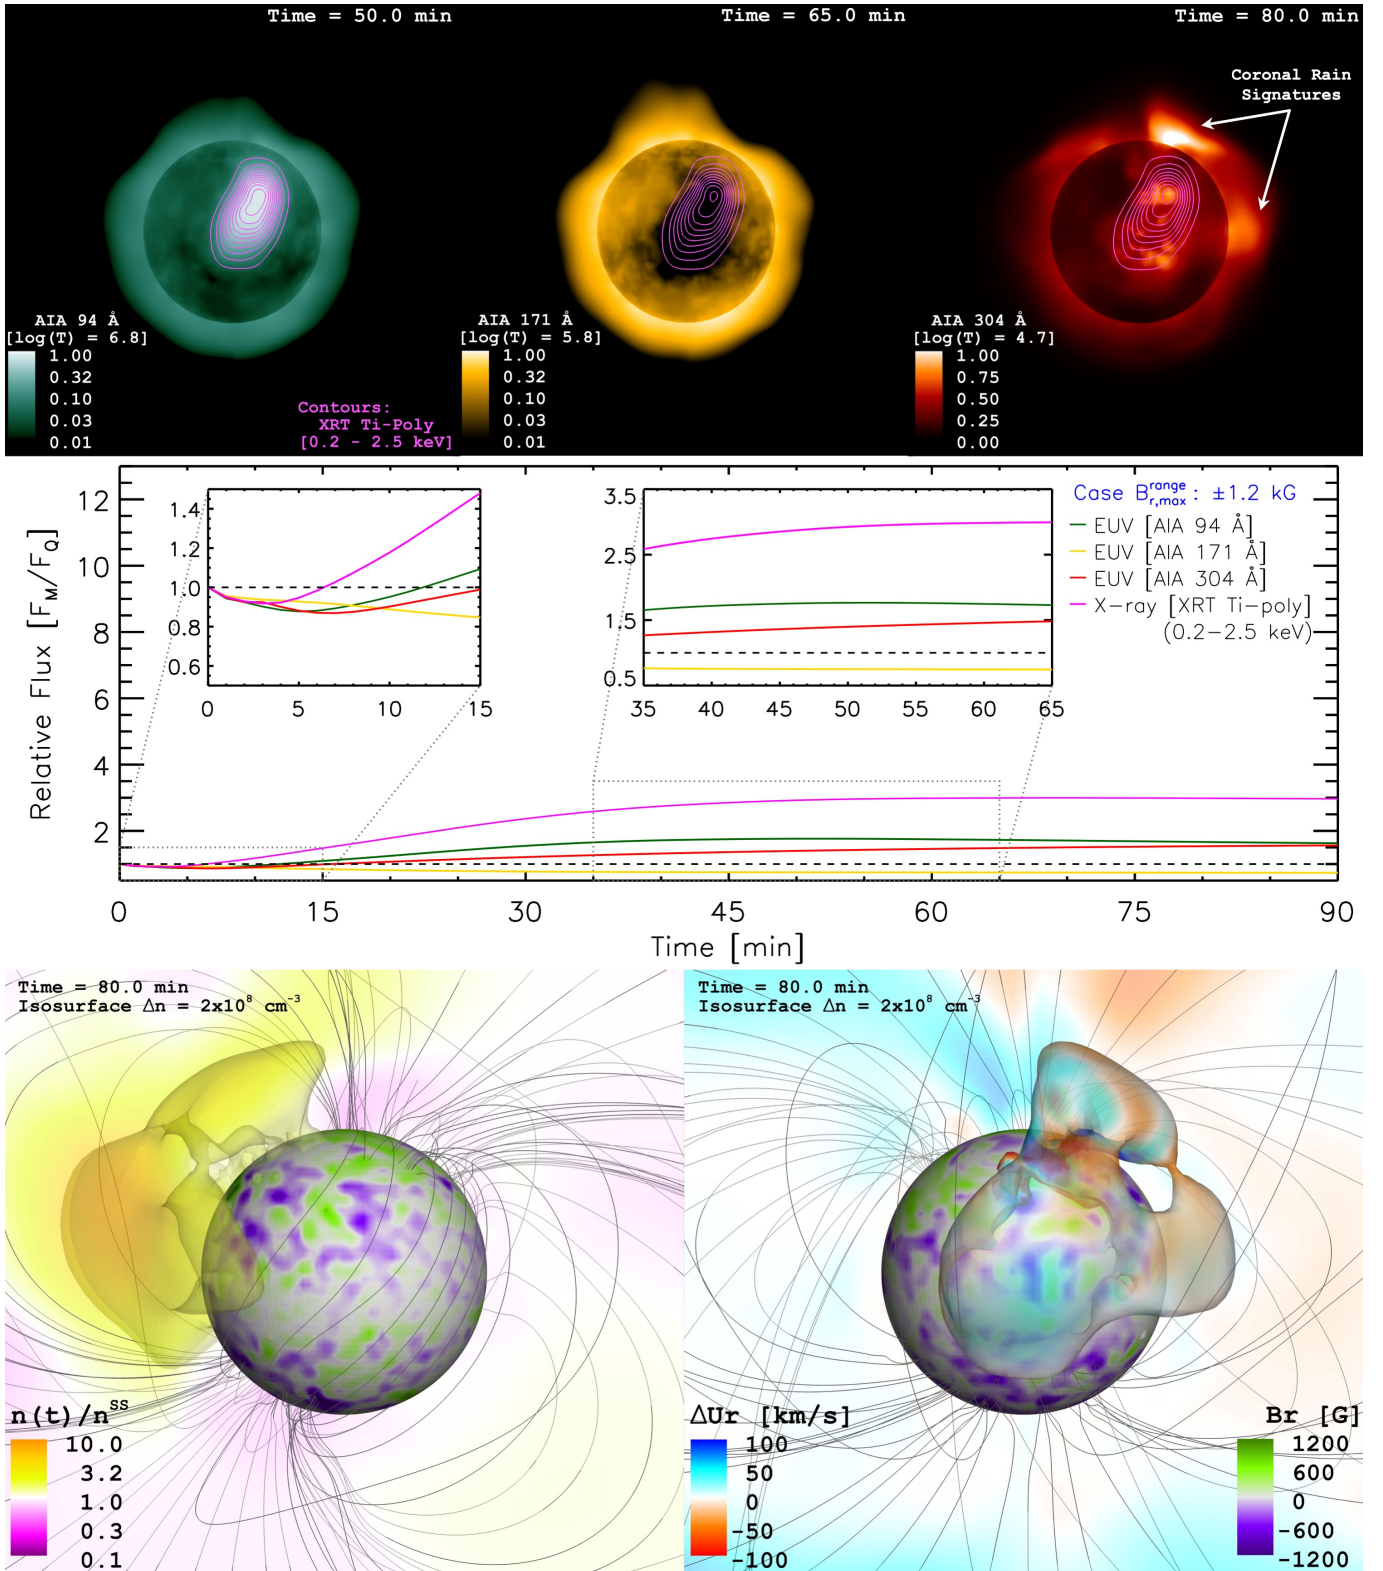 Time = 50.0 min
Time = 65.0 min
Time = 80.0 min
Coronal Rain
Signatures
AIA 94 Å
[log(T) = 6.8]
1.00
0.32
0.10
0.03
0.01
Contours:
XRT Ti-Poly
[0.2 - 2.5 keV]
AIA 171 Å
[log(T) = 5.8]
1.00
0.32
0.10
0.03
0.01
AIA 304 Å
[log(T) = 4.7]
1.00
0.75
0.50
0.25
0.00
Relative Flux [F_M/F_Q]
12
10
8
6
4
2
1.4
1.2
1.0
0.8
0.6
0 5 10 15
3.5
2.5
1.5
0.5
35 40 45 50 55 60 65
Case B_{r,max}^{range}: ±1.2 kG
EUV [AIA 94 Å]
EUV [AIA 171 Å]
EUV [AIA 304 Å]
X-ray [XRT Ti-poly]
(0.2-2.5 keV)
0 15 30 45 60 75 90
Time [min]
Time = 80.0 min
Isosurface Δn = 2x10⁸ cm⁻³
n(t)/n^{SS}
10.0
3.2
1.0
0.3
0.1
Time = 80.0 min
Isosurface Δn = 2x10⁸ cm⁻³
ΔUr [km/s]
100
50
0
-50
-100
Br [G]
1200
600
0
-600
-1200